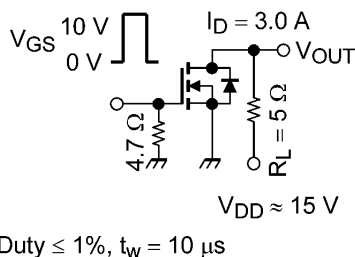 10 V
V_GS
0 V
I_D = 3.0 A
V_OUT
4.7 Ω
R_L = 5 Ω
V_DD ≈ 15 V
Duty ≤ 1%, t_w = 10 μs